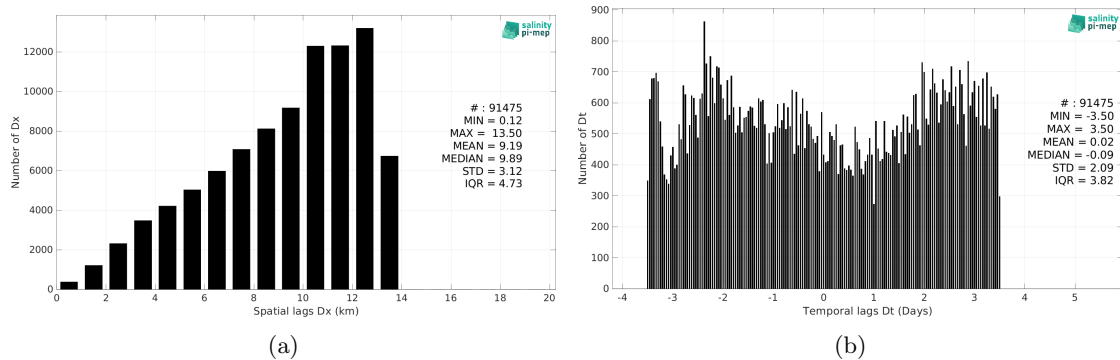 salinity
pi-mep
# : 91475
MIN = 0.12
MAX = 13.50
MEAN = 9.19
MEDIAN = 9.89
STD = 3.12
IQR = 4.73
Number of Dx
12000
10000
8000
6000
4000
2000
0
0 2 4 6 8 10 12 14 16 18 20
Spatial lags Dx (km)
(a)
salinity
pi-mep
# : 91475
MIN = -3.50
MAX = 3.50
MEAN = 0.02
MEDIAN = -0.09
STD = 2.09
IQR = 3.82
Number of Dt
900
800
700
600
500
400
300
200
100
0
-4 -3 -2 -1 0 1 2 3 4 5
Temporal lags Dt (Days)
(b)